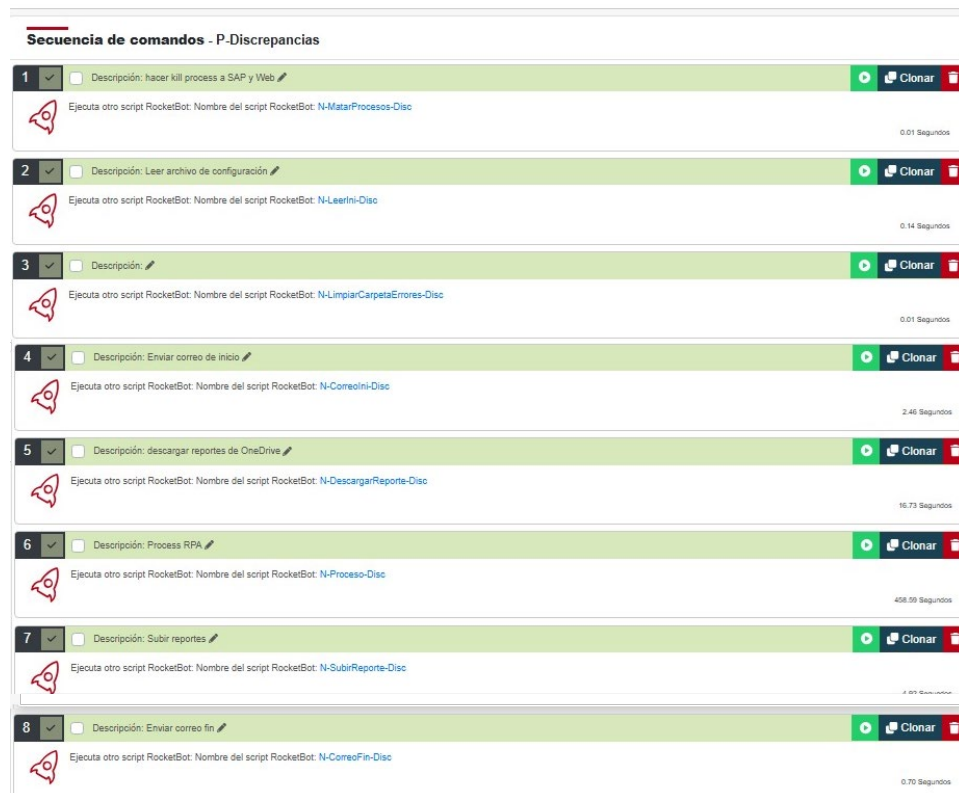 Secuencia de comandos - P-Discrepancias
1 Descripción: hacer kill process a SAP y Web Clonar
Ejecuta otro script RocketBot: Nombre del script RocketBot: N-MatarProcesos-Disc
0.01 Segundos
2 Descripción: Leer archivo de configuración Clonar
Ejecuta otro script RocketBot: Nombre del script RocketBot: N-LeerIni-Disc
0.14 Segundos
3 Descripción: Clonar
Ejecuta otro script RocketBot: Nombre del script RocketBot: N-LimpiarCarpetaErrores-Disc
0.01 Segundos
4 Descripción: Enviar correo de inicio Clonar
Ejecuta otro script RocketBot: Nombre del script RocketBot: N-CorreoIni-Disc
2.46 Segundos
5 Descripción: descargar reportes de OneDrive Clonar
Ejecuta otro script RocketBot: Nombre del script RocketBot: N-DescargarReporte-Disc
16.73 Segundos
6 Descripción: Process RPA Clonar
Ejecuta otro script RocketBot: Nombre del script RocketBot: N-Proceso-Disc
458.59 Segundos
7 Descripción: Subir reportes Clonar
Ejecuta otro script RocketBot: Nombre del script RocketBot: N-SubirReporte-Disc
Segundos
8 Descripción: Enviar correo fin Clonar
Ejecuta otro script RocketBot: Nombre del script RocketBot: N-CorreoFin-Disc
0.70 Segundos